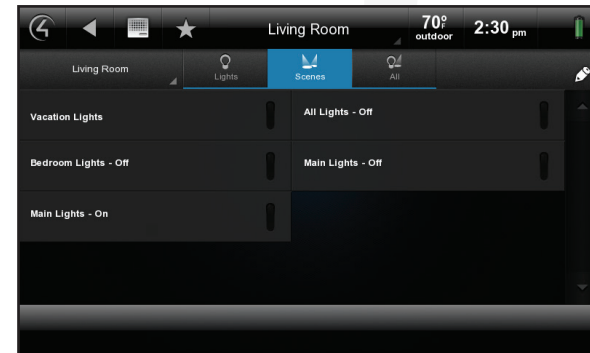 Living Room
70°F
outdoor
2:30 pm
Living Room
Lights
Scenes
All
Vacation Lights
All Lights - Off
Bedroom Lights - Off
Main Lights - Off
Main Lights - On